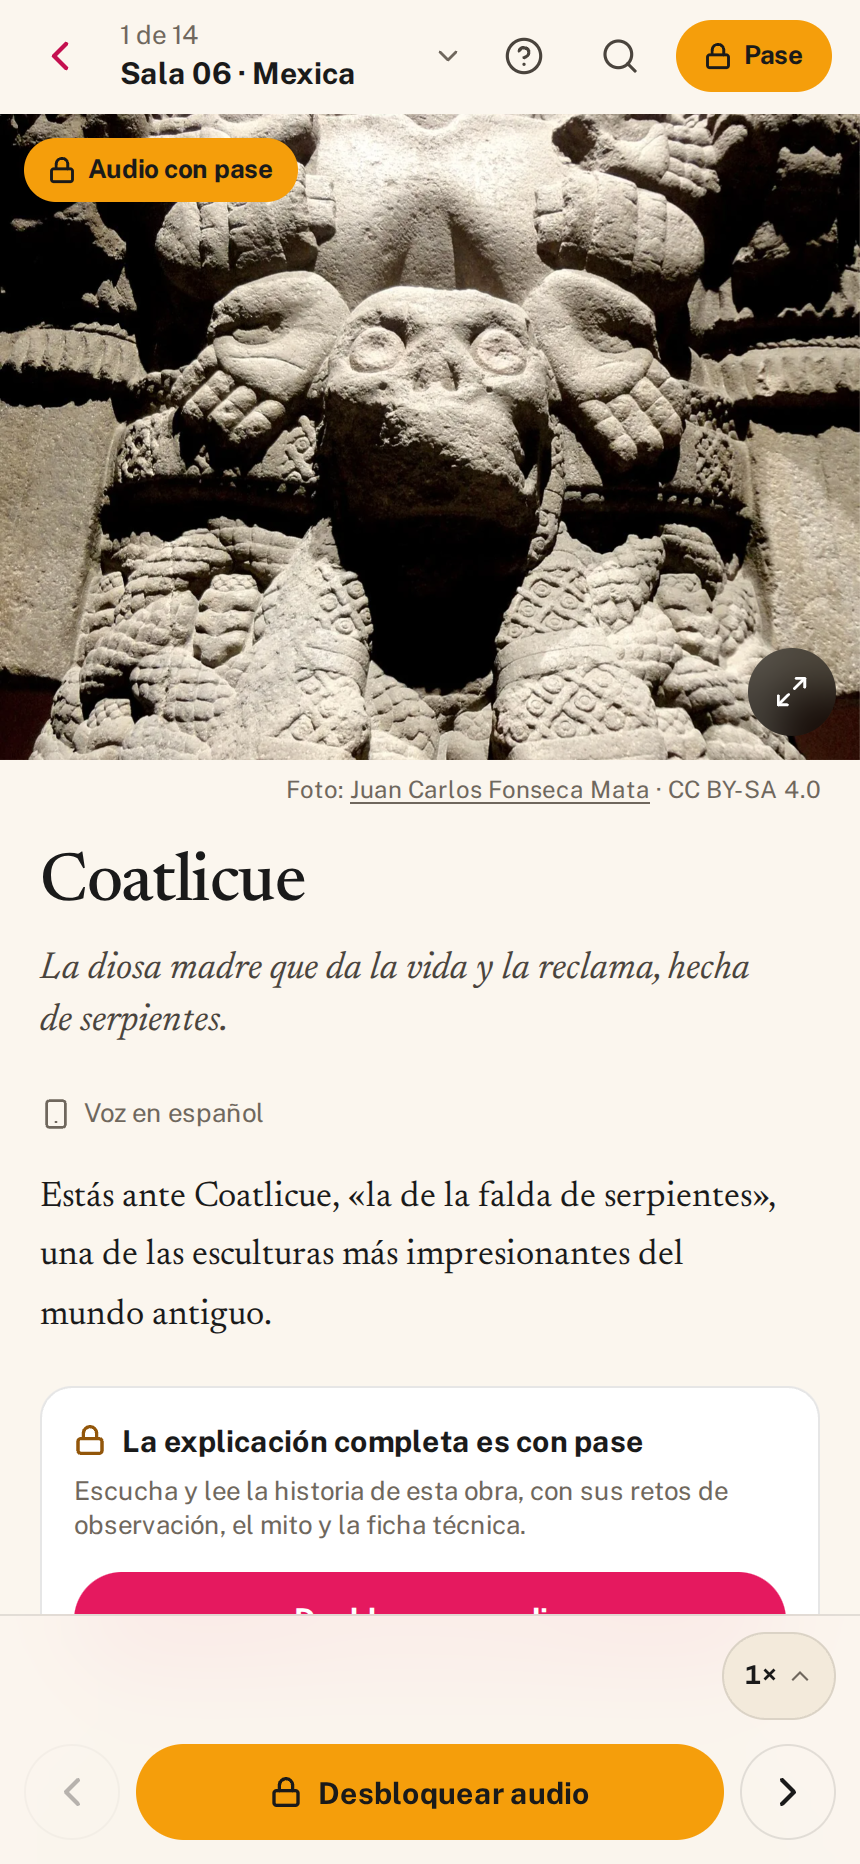 1 de 14
Sala 06 · Mexica
Pase
Audio con pase
Foto: Juan Carlos Fonseca Mata · CC BY-SA 4.0
Coatlicue
La diosa madre que da la vida y la reclama, hecha
de serpientes.
Voz en español
Estás ante Coatlicue, «la de la falda de serpientes»,
una de las esculturas más impresionantes del
mundo antiguo.
La explicación completa es con pase
Escucha y lee la historia de esta obra, con sus retos de
observación, el mito y la ficha técnica.
1×
Desbloquear audio